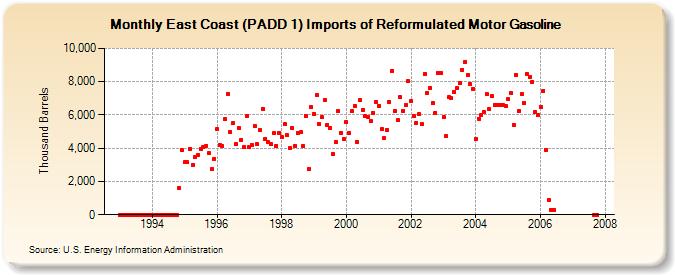 Monthly East Coast (PADD 1) Imports of Reformulated Motor Gasoline
Thousand Barrels
10,000
8,000
6,000
4,000
2,000
0
1994 1996 1998 2000 2002 2004 2006 2008
Source: U.S. Energy Information Administration